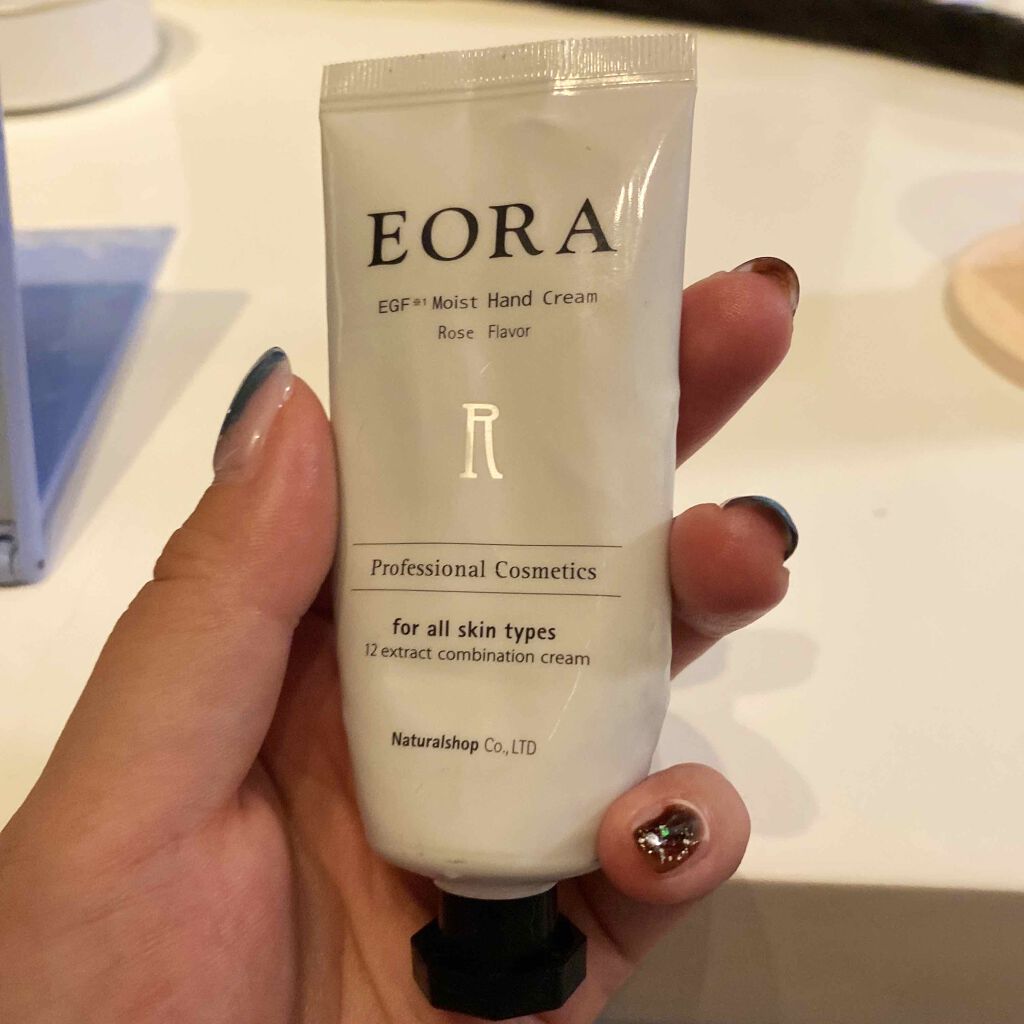 EORA
EGF※1 Moist Hand Cream
Rose Flavor
R
Professional Cosmetics
for all skin types
12 extract combination cream
Naturalshop Co., LTD